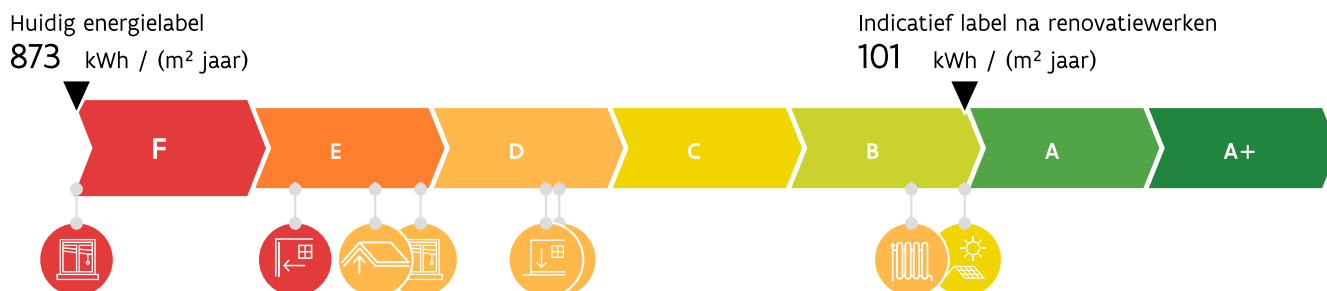 Huidig energielabel
873 kWh / (m² jaar)
Indicatief label na renovatiewerken
101 kWh / (m² jaar)
F E D C B A A+